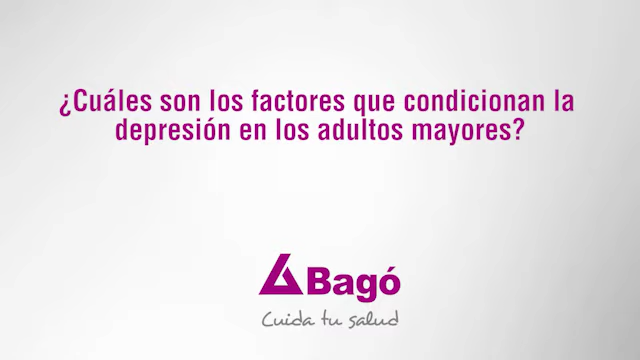 ¿Cuáles son los factores que condicionan la
depresión en los adultos mayores?
Bagó
Cuida tu salud